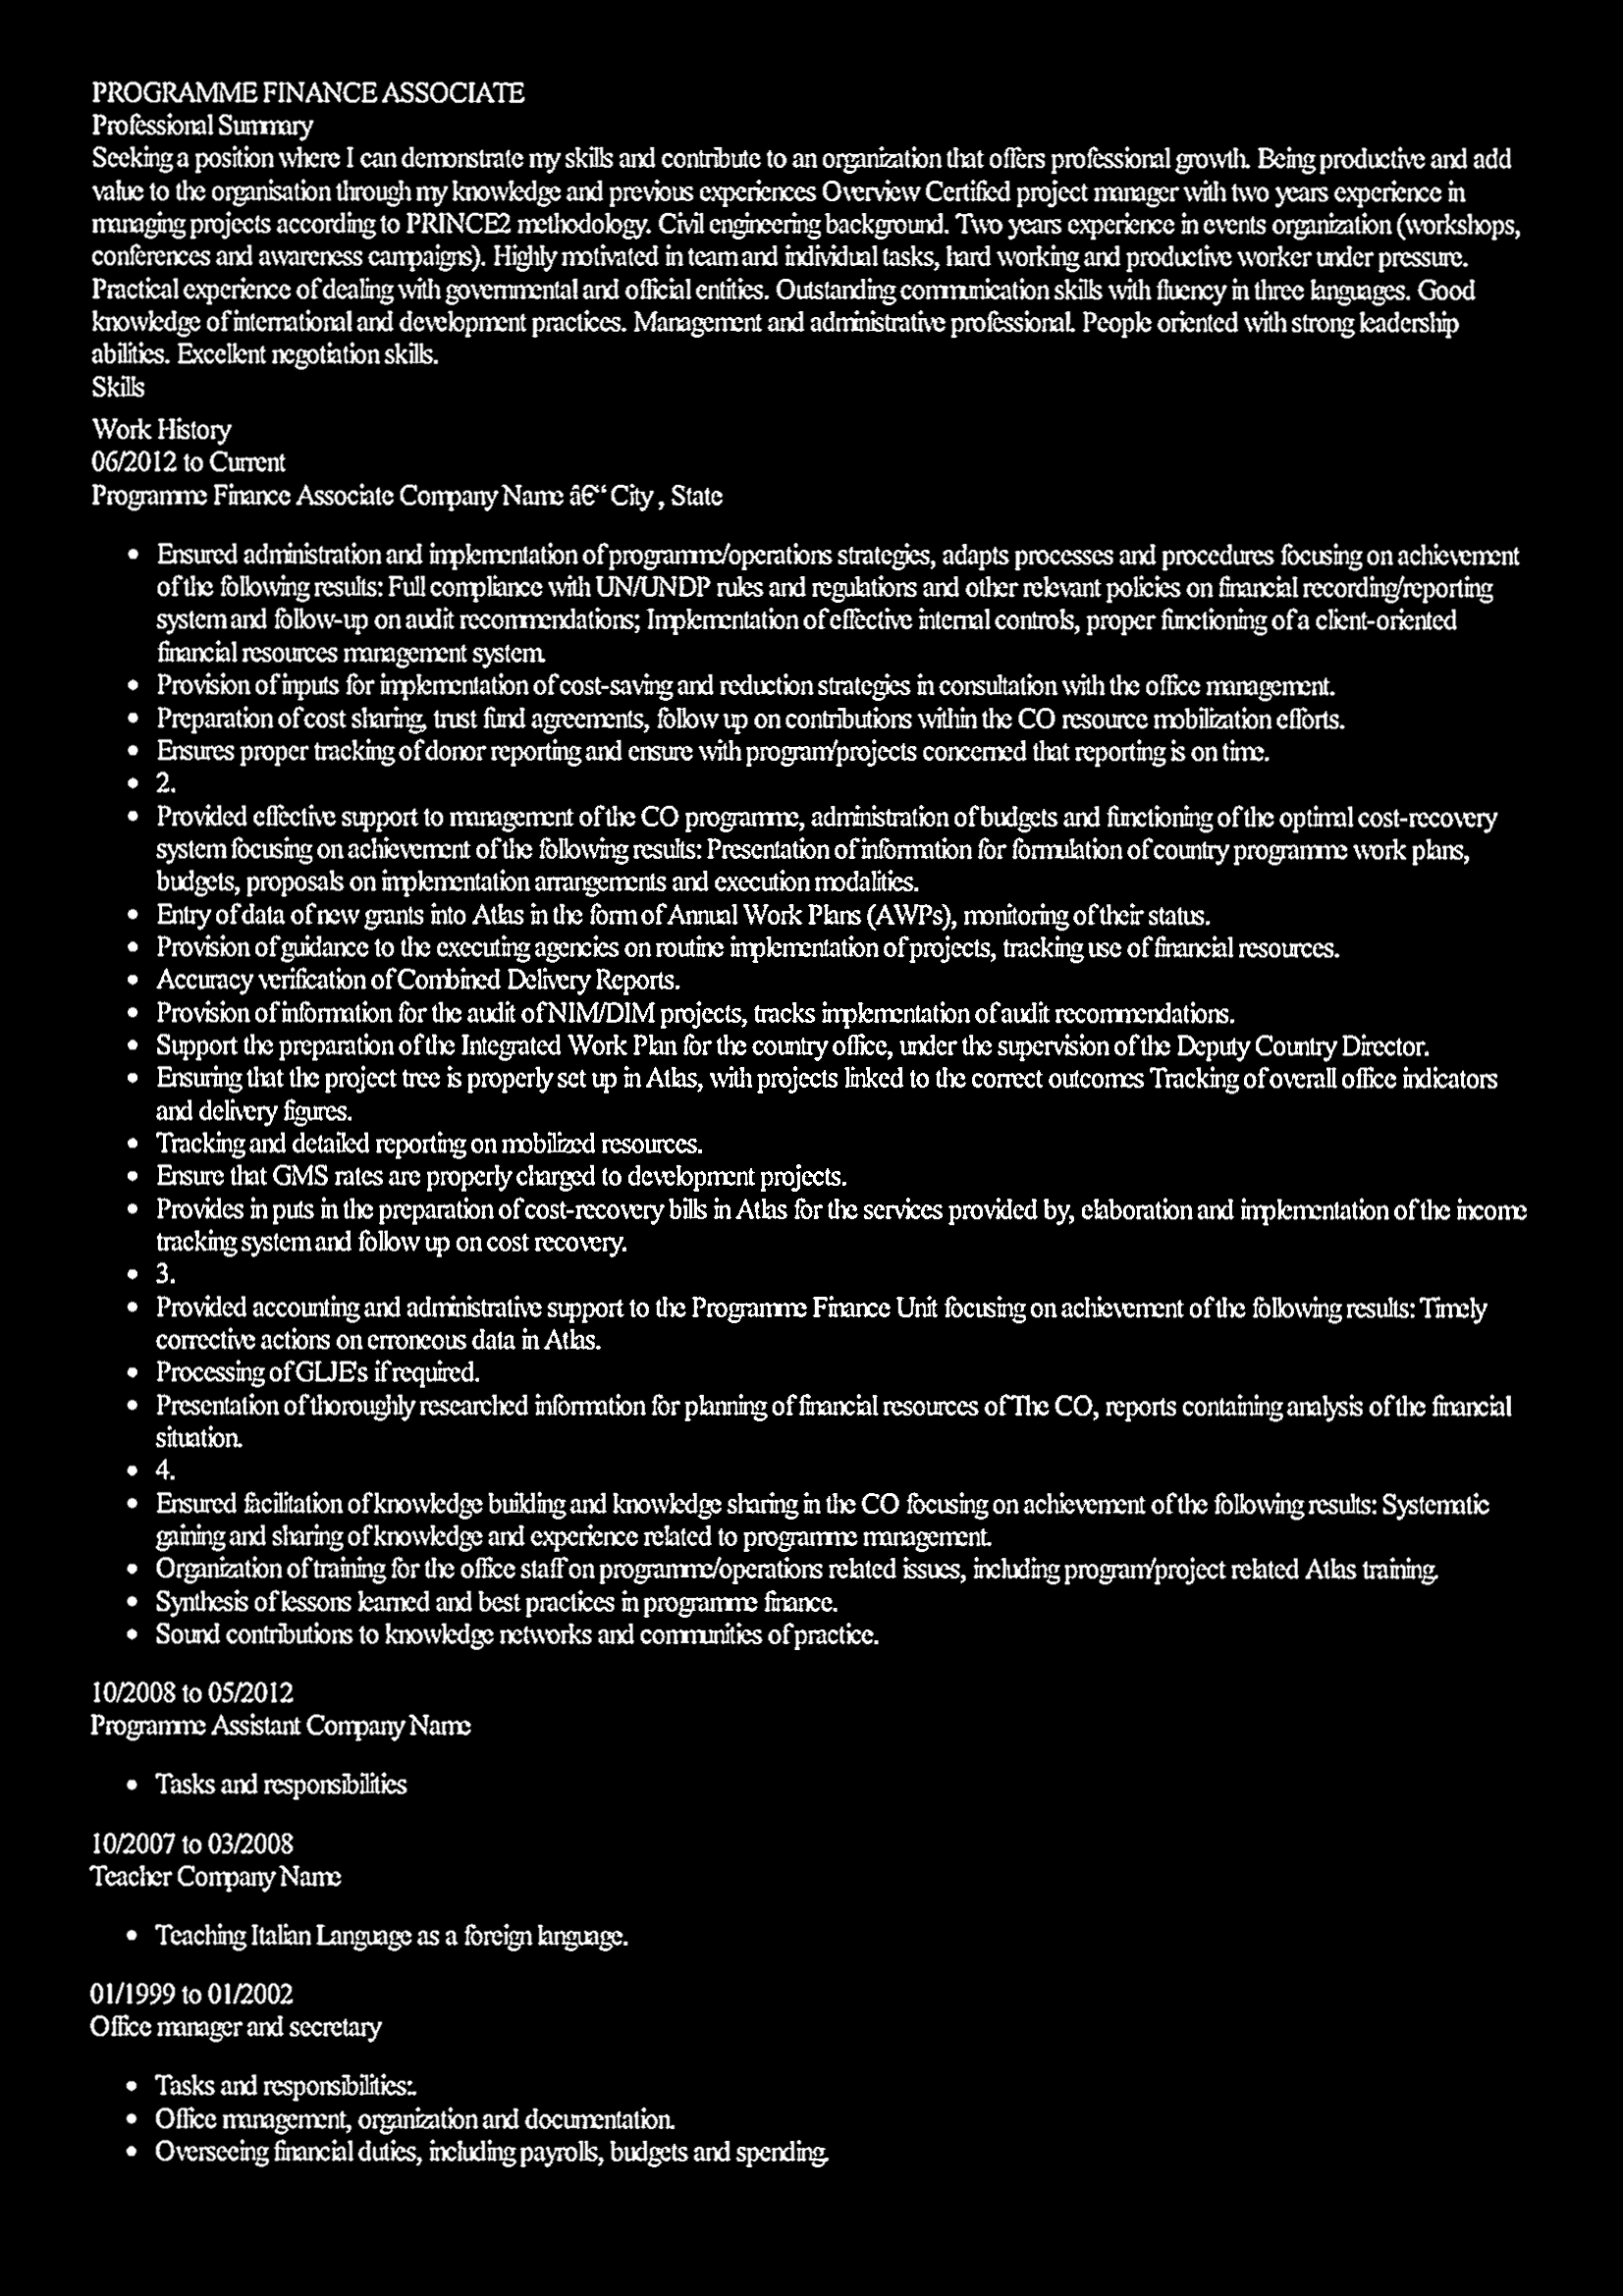 PROGRAMME FINANCE ASSOCIATE
Professional Summary
Seeking a position where I can demonstrate my skills and contribute to an organization that offers professional growth. Being productive and add
value to the organisation through my knowledge and previous experiences Overview Certified project manager with two years experience in
managing projects according to PRINCE2 methodology. Civil engineering background. Two years experience in events organization (workshops,
conferences and awareness campaigns). Highly motivated in team and individual tasks, hard working and productive worker under pressure.
Practical experience of dealing with governmental and official entities. Outstanding communication skills with fluency in three languages. Good
knowledge of international and development practices. Management and administrative professional. People oriented with strong leadership
abilities. Excellent negotiation skills.
Skills
Work History
06/2012 to Current
Programme Finance Associate Company Name â€“ City , State
• Ensured administration and implementation of programme/operations strategies, adapts processes and procedures focusing on achievement
of the following results: Full compliance with UN/UNDP rules and regulations and other relevant policies on financial recording/reporting
system and follow-up on audit recommendations; Implementation of effective internal controls, proper functioning of a client-oriented
financial resources management system.
• Provision of inputs for implementation of cost-saving and reduction strategies in consultation with the office management.
• Preparation of cost sharing, trust fund agreements, follow up on contributions within the CO resource mobilization efforts.
• Ensures proper tracking of donor reporting and ensure with program/projects concerned that reporting is on time.
• 2.
• Provided effective support to management of the CO programme, administration of budgets and functioning of the optimal cost-recovery
system focusing on achievement of the following results: Presentation of information for formulation of country programme work plans,
budgets, proposals on implementation arrangements and execution modalities.
• Entry of data of new grants into Atlas in the form of Annual Work Plans (AWPs), monitoring of their status.
• Provision of guidance to the executing agencies on routine implementation of projects, tracking use of financial resources.
• Accuracy verification of Combined Delivery Reports.
• Provision of information for the audit of NIM/DIM projects, tracks implementation of audit recommendations.
• Support the preparation of the Integrated Work Plan for the country office, under the supervision of the Deputy Country Director.
• Ensuring that the project tree is properly set up in Atlas, with projects linked to the correct outcomes Tracking of overall office indicators
and delivery figures.
• Tracking and detailed reporting on mobilized resources.
• Ensure that GMS rates are properly charged to development projects.
• Provides in puts in the preparation of cost-recovery bills in Atlas for the services provided by, elaboration and implementation of the income
tracking system and follow up on cost recovery.
• 3.
• Provided accounting and administrative support to the Programme Finance Unit focusing on achievement of the following results: Timely
corrective actions on erroneous data in Atlas.
• Processing of GLJE's if required.
• Presentation of thoroughly researched information for planning of financial resources of The CO, reports containing analysis of the financial
situation.
• 4.
• Ensured facilitation of knowledge building and knowledge sharing in the CO focusing on achievement of the following results: Systematic
gaining and sharing of knowledge and experience related to programme management.
• Organization of training for the office staff on programme/operations related issues, including program/project related Atlas training.
• Synthesis of lessons learned and best practices in programme finance.
• Sound contributions to knowledge networks and communities of practice.
10/2008 to 05/2012
Programme Assistant Company Name
• Tasks and responsibilities
10/2007 to 03/2008
Teacher Company Name
• Teaching Italian Language as a foreign language.
01/1999 to 01/2002
Office manager and secretary
• Tasks and responsibilities:.
• Office management, organization and documentation.
• Overseeing financial duties, including payrolls, budgets and spending.